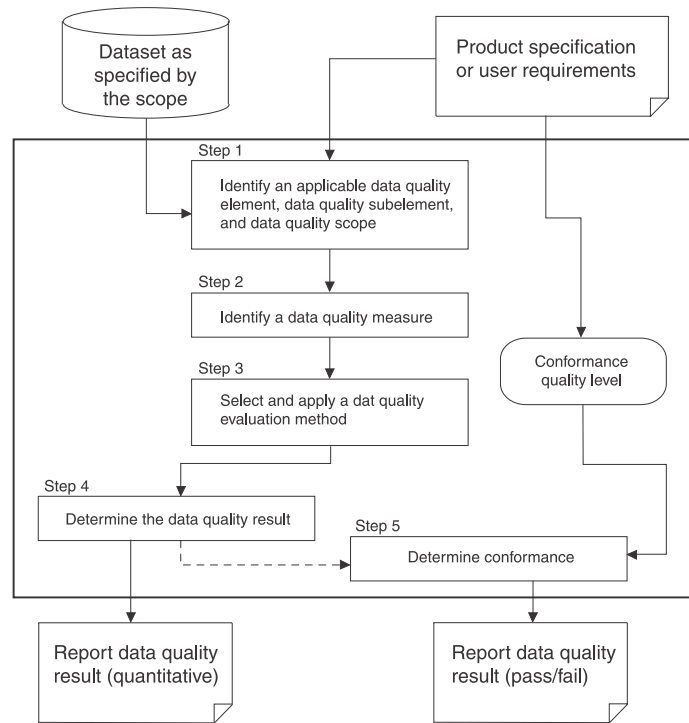 Dataset as
specified by
the scope
Product specification
or user requirements
Step 1
Identify an applicable data quality
element, data quality subelement,
and data quality scope
Step 2
Identify a data quality measure
Step 3
Select and apply a dat quality
evaluation method
Conformance
quality level
Step 4
Determine the data quality result
Step 5
Determine conformance
Report data quality
result (quantitative)
Report data quality
result (pass/fail)